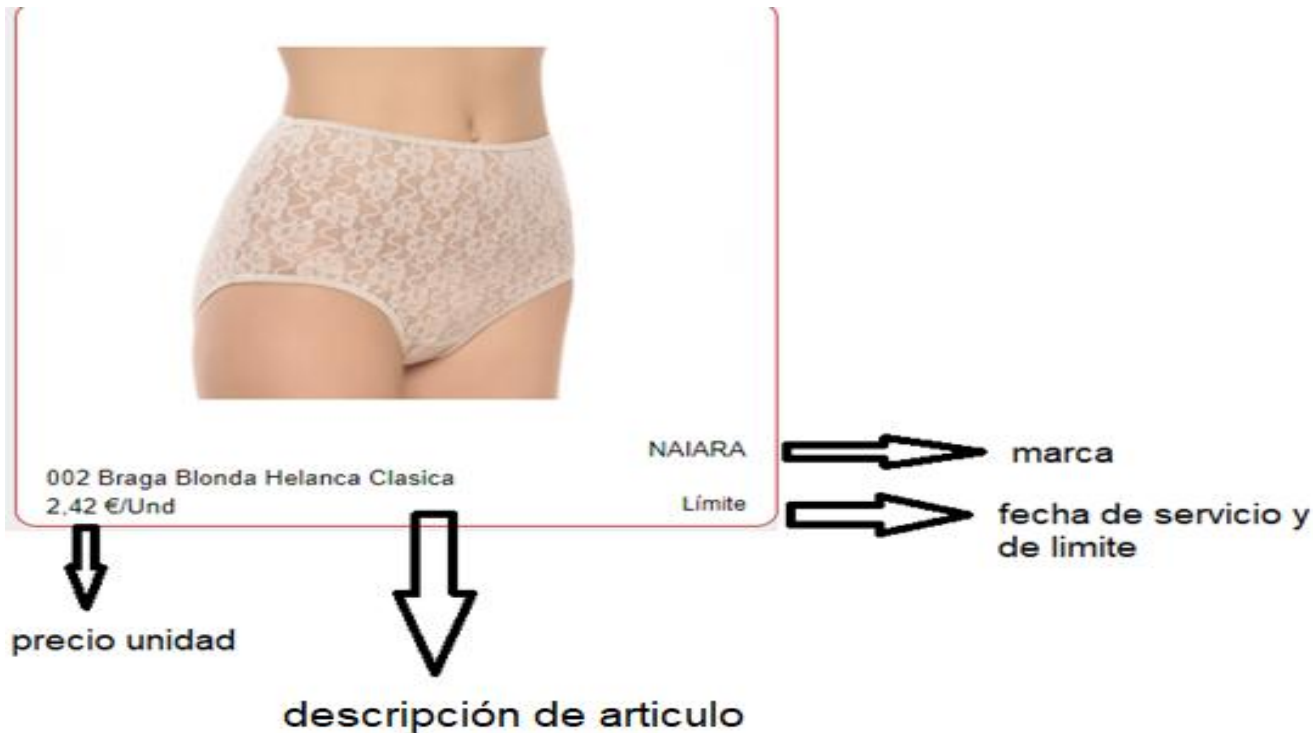 NAIARA
marca
002 Braga Blonda Helanca Clasica
2,42 €/Und
Límite
fecha de servicio y
de limite
precio unidad
descripción de articulo